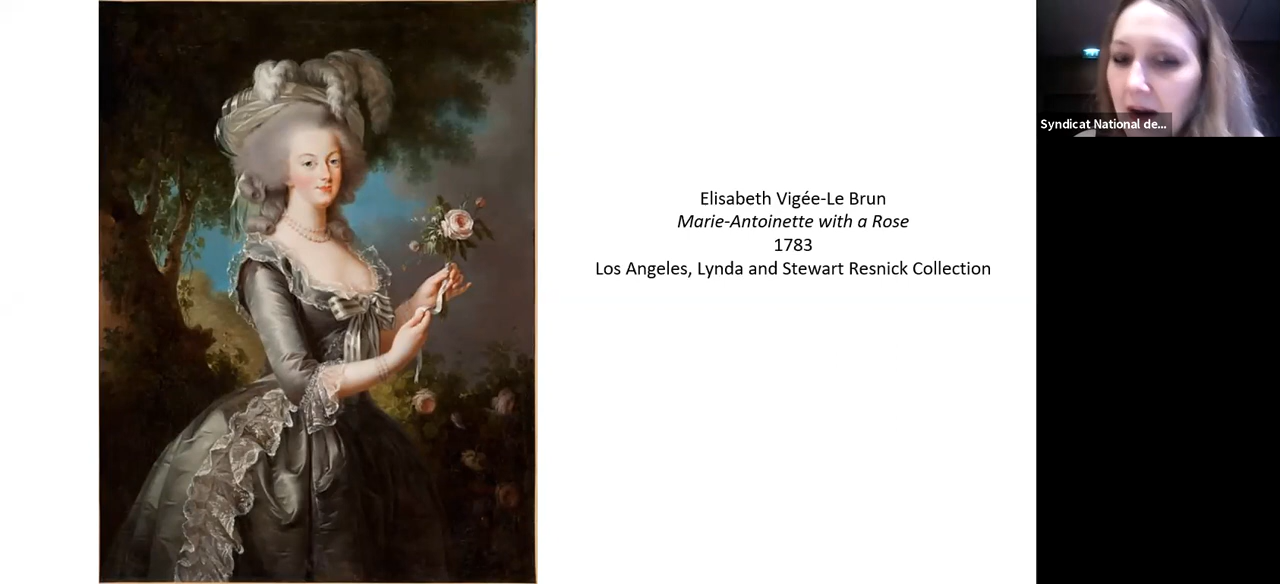 Elisabeth Vigée-Le Brun
Marie-Antoinette with a Rose
1783
Los Angeles, Lynda and Stewart Resnick Collection
Syndicat National de...